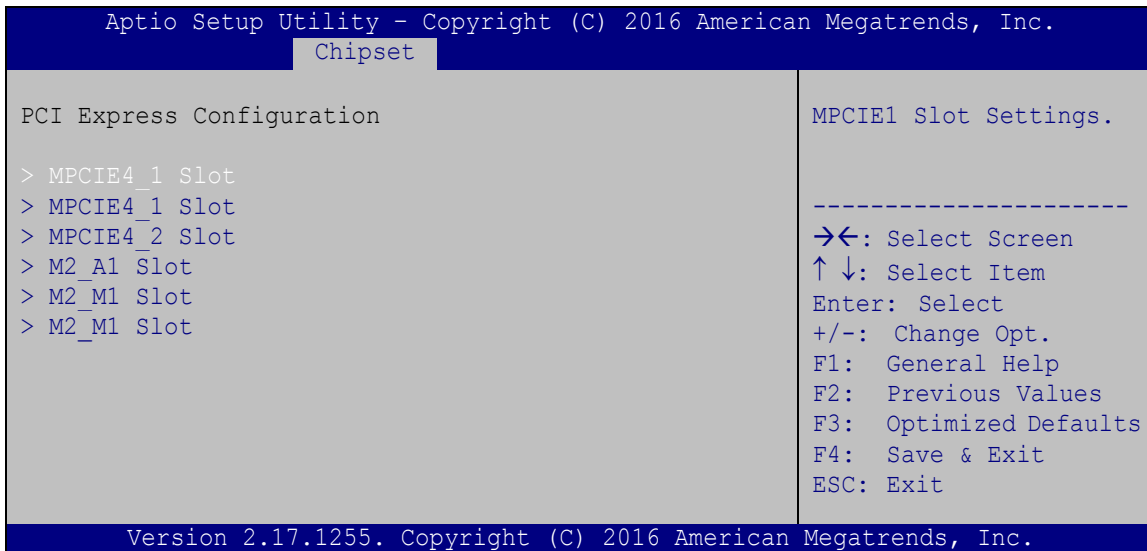 Aptio Setup Utility – Copyright (C) 2016 American Megatrends, Inc.
Chipset
PCI Express Configuration
> MPCIE4_1 Slot
> MPCIE4_1 Slot
> MPCIE4_2 Slot
> M2_A1 Slot
> M2_M1 Slot
> M2_M1 Slot
MPCIE1 Slot Settings.
----------------------
→←: Select Screen
↑ ↓: Select Item
Enter: Select
+/-: Change Opt.
F1: General Help
F2: Previous Values
F3: Optimized Defaults
F4: Save & Exit
ESC: Exit
Version 2.17.1255. Copyright (C) 2016 American Megatrends, Inc.